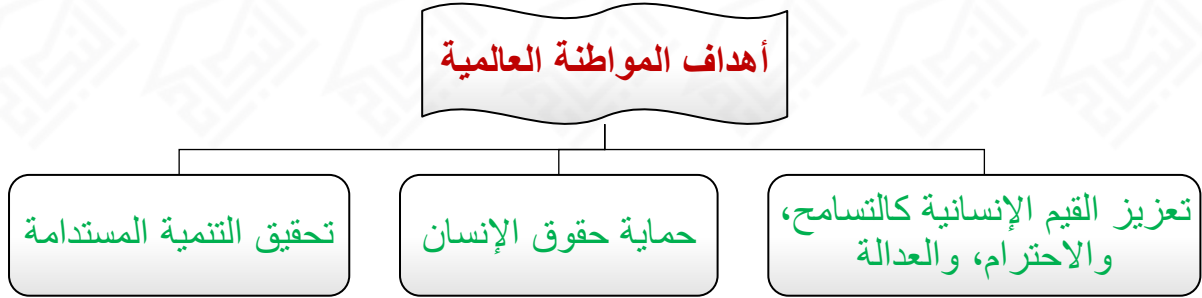 أهداف المواطنة العالمية
تعزيز القيم الإنسانية كالتسامح،
والاحترام، والعدالة
حماية حقوق الإنسان
تحقيق التنمية المستدامة